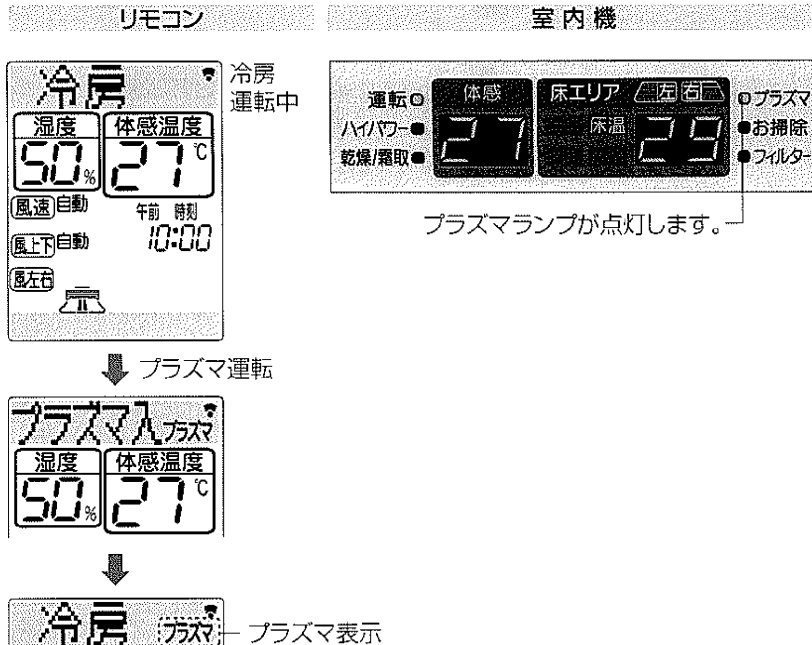 リモコン
室内機
冷房
湿度 体感温度
50% 27℃
風速 自動 午前 時刻
風上下 自動 10:00
風左右
冷房
運転中
運転
ハイパワー
乾燥/霜取
体感
27
床エリア 左 右
床温 29
プラズマ
お掃除
フィルター
プラズマランプが点灯します。
プラズマ運転
プラズマ入 プラズマ
湿度 体感温度
50% 27℃
冷房 プラズマ
プラズマ表示